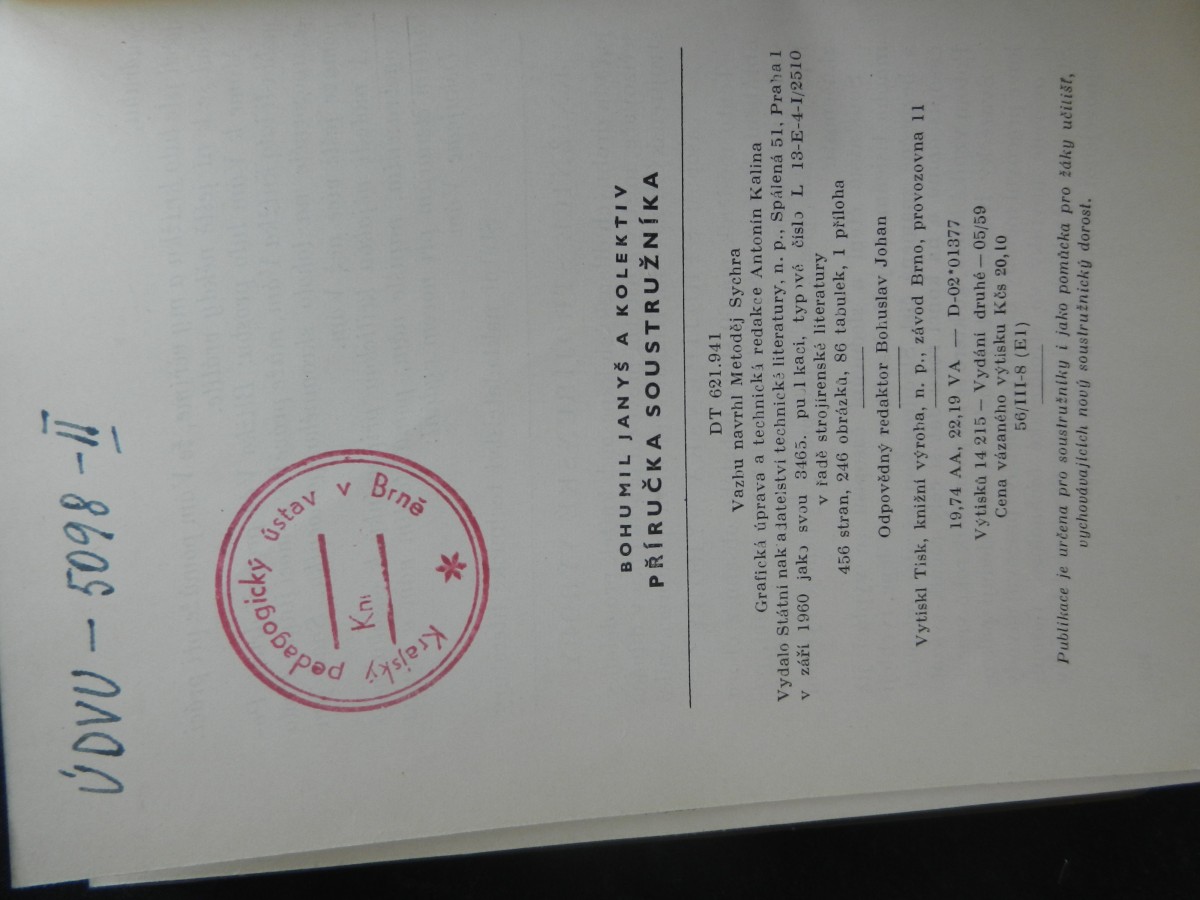 ÚDVU - 5098 - II
Krajský pedagogický ústav v Brně
Kni
BOHUMIL JANYŠ A KOLEKTIV
PŘÍRUČKA SOUSTRUŽNÍKA
DT 621.941
Vazbu navrhl Metoděj Sychra
Grafická úprava a technická redakce Antonín Kalina
Vydalo Státní nakladatelství technické literatury, n. p., Spálená 51, Praha 1
v září 1960 jako svou 3465. publikaci, typové číslo L 13-E-4-I/2510
v řadě strojírenské literatury
456 stran, 246 obrázků, 86 tabulek, 1 příloha
Odpovědný redaktor Bohuslav Johan
Vytiskl Tisk, knižní výroba, n. p., závod Brno, provozovna 11
19,74 AA, 22,19 VA — D-02*01377
Výtisků 14 215 – Vydání druhé – 05/59
Cena vázaného výtisku Kčs 20,10
56/III-8 (E1)
Publikace je určena pro soustružníky i jako pomůcka pro žáky učilišť,
vychovávajících nový soustružnický dorost.